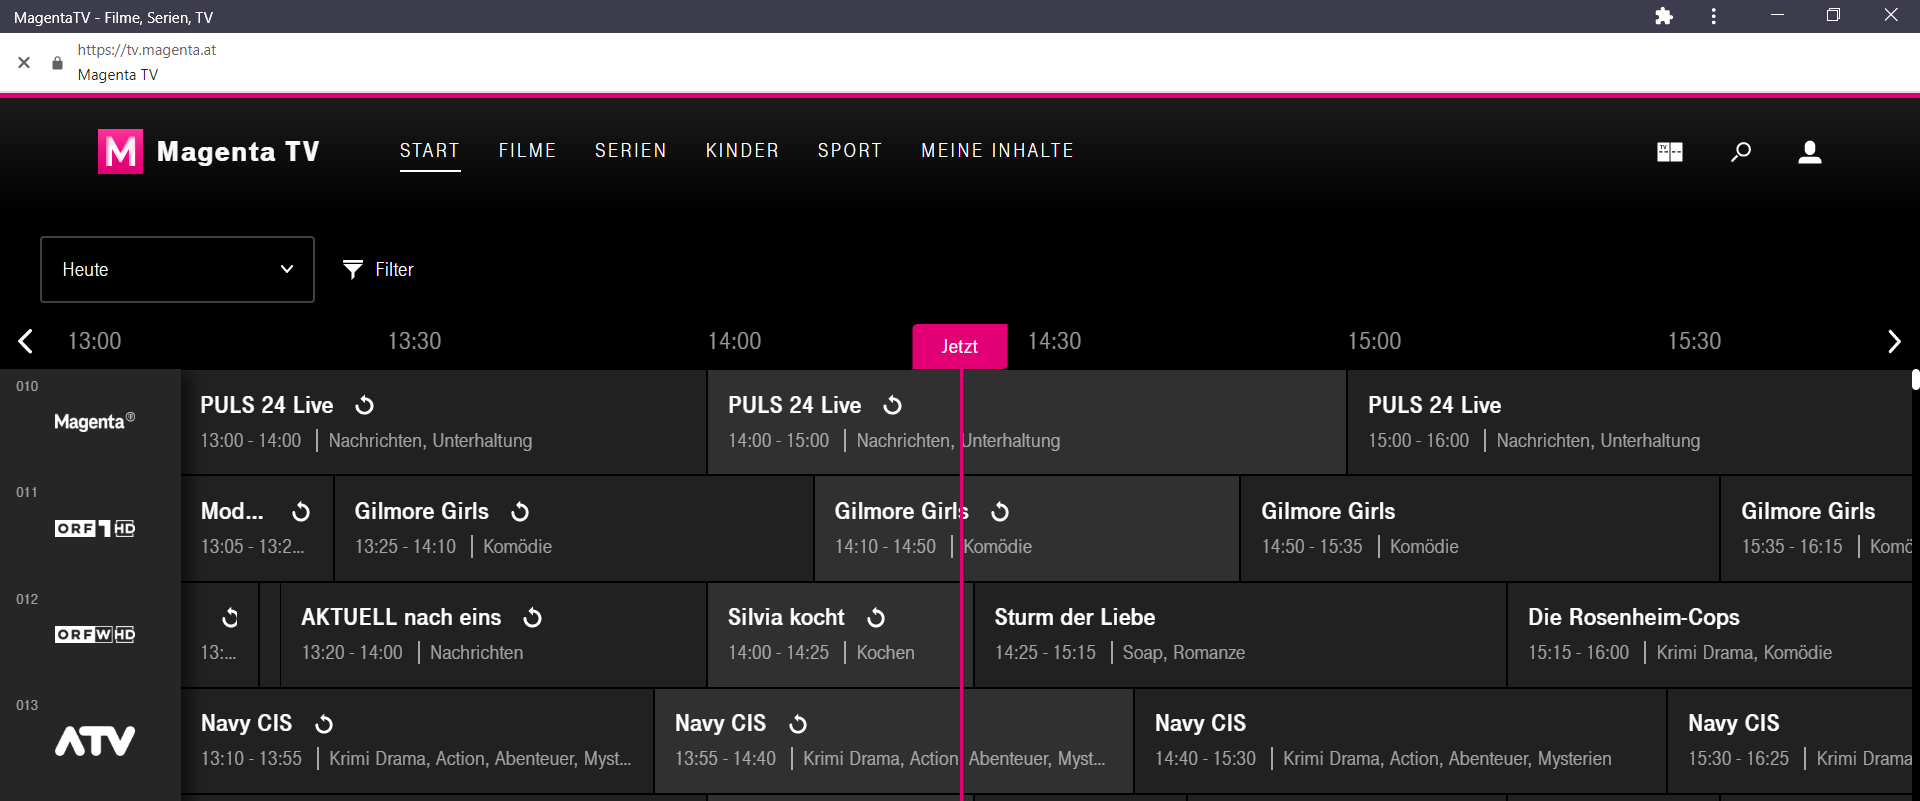 MagentaTV - Filme, Serien, TV
https://tv.magenta.at
Magenta TV
M Magenta TV START FILME SERIEN KINDER SPORT MEINE INHALTE
Heute Filter
13:00 13:30 14:00 Jetzt 14:30 15:00 15:30
010
Magenta
PULS 24 Live PULS 24 Live PULS 24 Live
13:00 - 14:00 | Nachrichten, Unterhaltung 14:00 - 15:00 | Nachrichten, Unterhaltung 15:00 - 16:00 | Nachrichten, Unterhaltung
011
ORF 1 HD
Mod... Gilmore Girls Gilmore Girls Gilmore Girls Gilmore Girls
13:05 - 13:2... 13:25 - 14:10 | Komödie 14:10 - 14:50 | Komödie 14:50 - 15:35 | Komödie 15:35 - 16:15 | Komö
012
ORF W HD
AKTUELL nach eins Silvia kocht Sturm der Liebe Die Rosenheim-Cops
13:... 13:20 - 14:00 | Nachrichten 14:00 - 14:25 | Kochen 14:25 - 15:15 | Soap, Romanze 15:15 - 16:00 | Krimi Drama, Komödie
013
ATV
Navy CIS Navy CIS Navy CIS Navy CIS
13:10 - 13:55 | Krimi Drama, Action, Abenteuer, Myst... 13:55 - 14:40 | Krimi Drama, Action, Abenteuer, Myst... 14:40 - 15:30 | Krimi Drama, Action, Abenteuer, Mysterien 15:30 - 16:25 | Krimi Drama